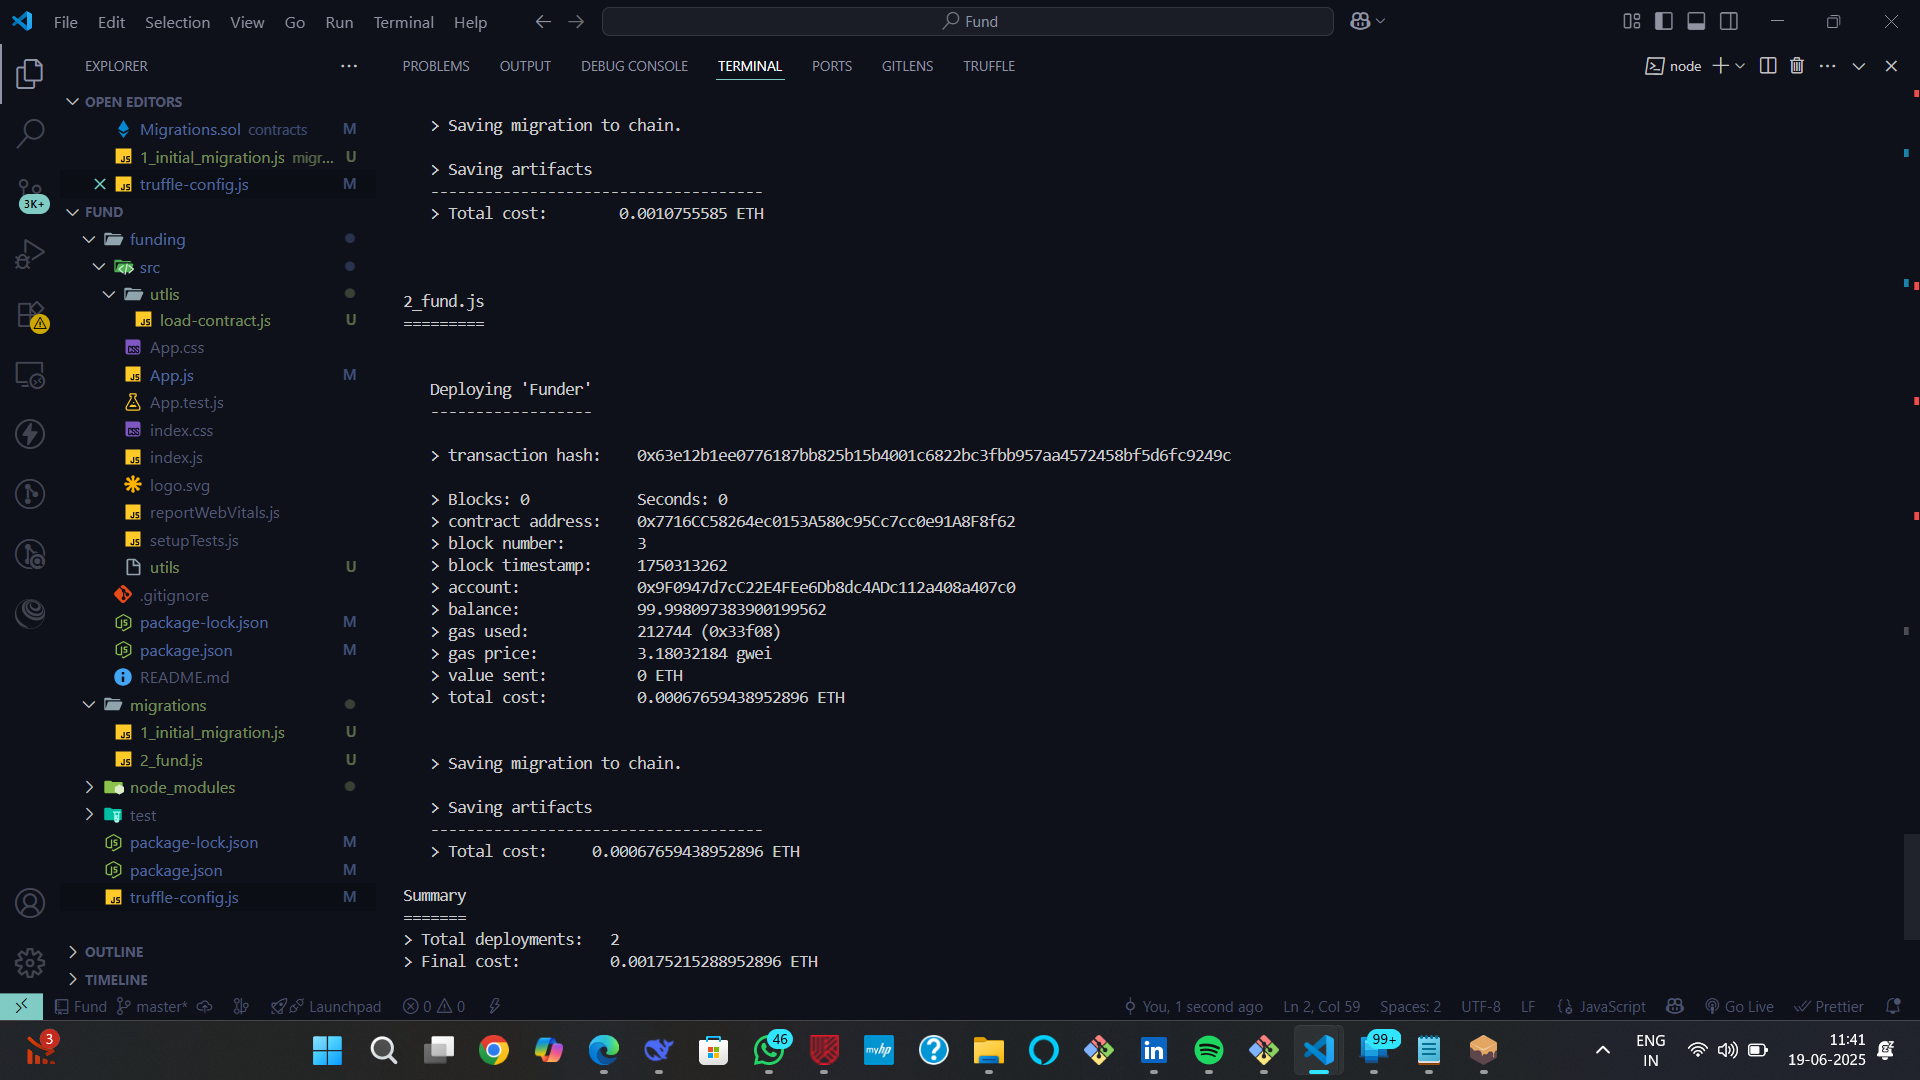 File Edit Selection View Go Run Terminal Help
Fund
EXPLORER
OPEN EDITORS
Migrations.sol contracts M
1_initial_migration.js migr... U
truffle-config.js M
3K+
FUND
funding
src
utlis
load-contract.js U
App.css
App.js M
App.test.js
index.css
index.js
logo.svg
reportWebVitals.js
setupTests.js
utils U
.gitignore
package-lock.json M
package.json M
README.md
migrations
1_initial_migration.js U
2_fund.js U
node_modules
test
package-lock.json M
package.json M
truffle-config.js M
OUTLINE
TIMELINE
PROBLEMS OUTPUT DEBUG CONSOLE TERMINAL PORTS GITLENS TRUFFLE
node
> Saving migration to chain.
> Saving artifacts
-------------------------------------
> Total cost: 0.0010755585 ETH
2_fund.js
=========
Deploying 'Funder'
------------------
> transaction hash: 0x63e12b1ee0776187bb825b15b4001c6822bc3fbb957aa4572458bf5d6fc9249c
> Blocks: 0 Seconds: 0
> contract address: 0x7716CC58264ec0153A580c95Cc7cc0e91A8F8f62
> block number: 3
> block timestamp: 1750313262
> account: 0x9F0947d7cC22E4FEe6Db8dc4ADc112a408a407c0
> balance: 99.998097383900199562
> gas used: 212744 (0x33f08)
> gas price: 3.18032184 gwei
> value sent: 0 ETH
> total cost: 0.00067659438952896 ETH
> Saving migration to chain.
> Saving artifacts
-------------------------------------
> Total cost: 0.00067659438952896 ETH
Summary
=======
> Total deployments: 2
> Final cost: 0.00175215288952896 ETH
Fund master* Launchpad 0 0 You, 1 second ago Ln 2, Col 59 Spaces: 2 UTF-8 LF JavaScript Go Live Prettier
3
46
myhp
in
99+
ENG
IN
11:41
19-06-2025